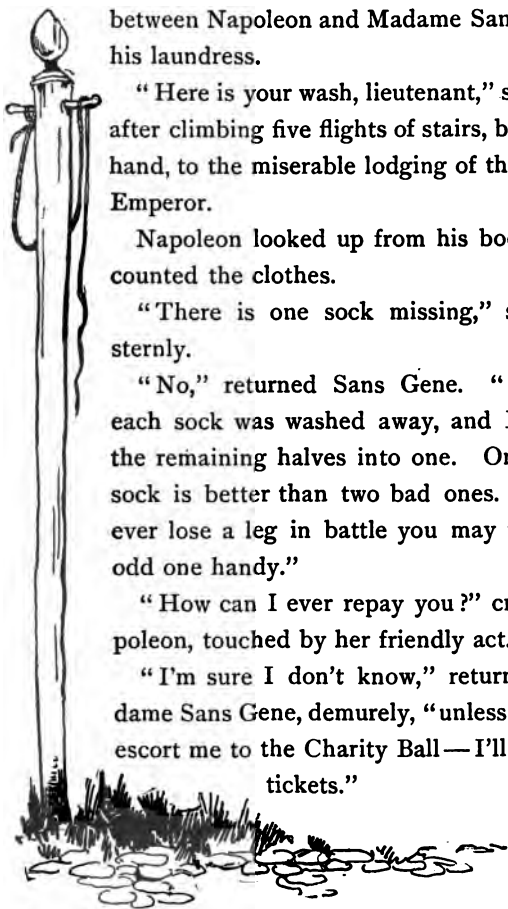 between Napoleon and Madame San
his laundress.
“Here is your wash, lieutenant,” s
after climbing five flights of stairs, b
hand, to the miserable lodging of th
Emperor.
Napoleon looked up from his bo
counted the clothes.
“There is one sock missing,” s
sternly.
“No,” returned Sans Gene. “
each sock was washed away, and I
the remaining halves into one. On
sock is better than two bad ones.
ever lose a leg in battle you may
odd one handy.”
“How can I ever repay you?” cr
poleon, touched by her friendly act.
“I'm sure I don't know,” return
dame Sans Gene, demurely, “unless
escort me to the Charity Ball—I'll
tickets.”